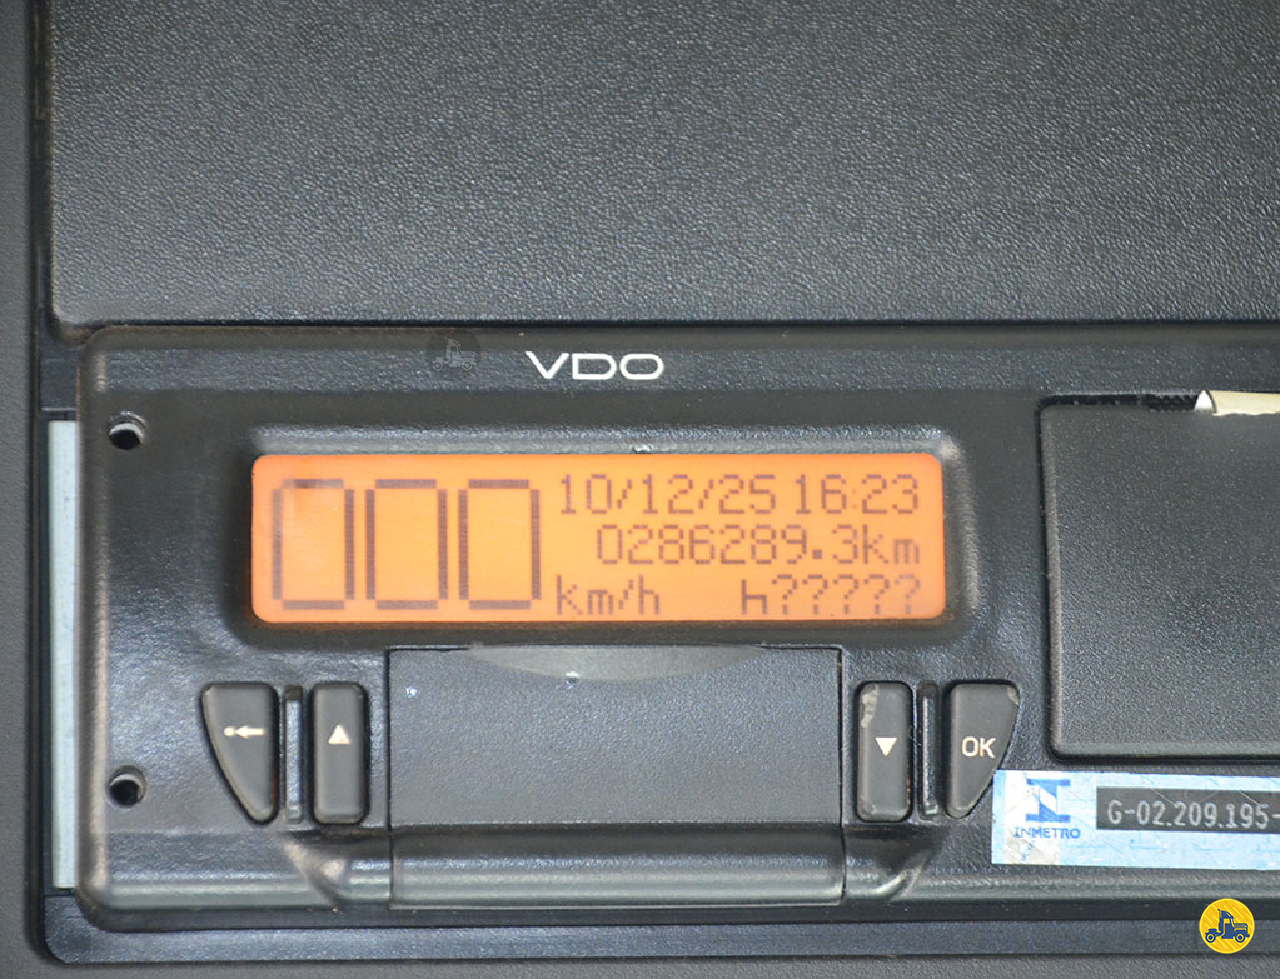 VDO
000
10/12/25 16:23
0286289.3km
km/h h?????
OK
INMETRO
G-02.209.195-